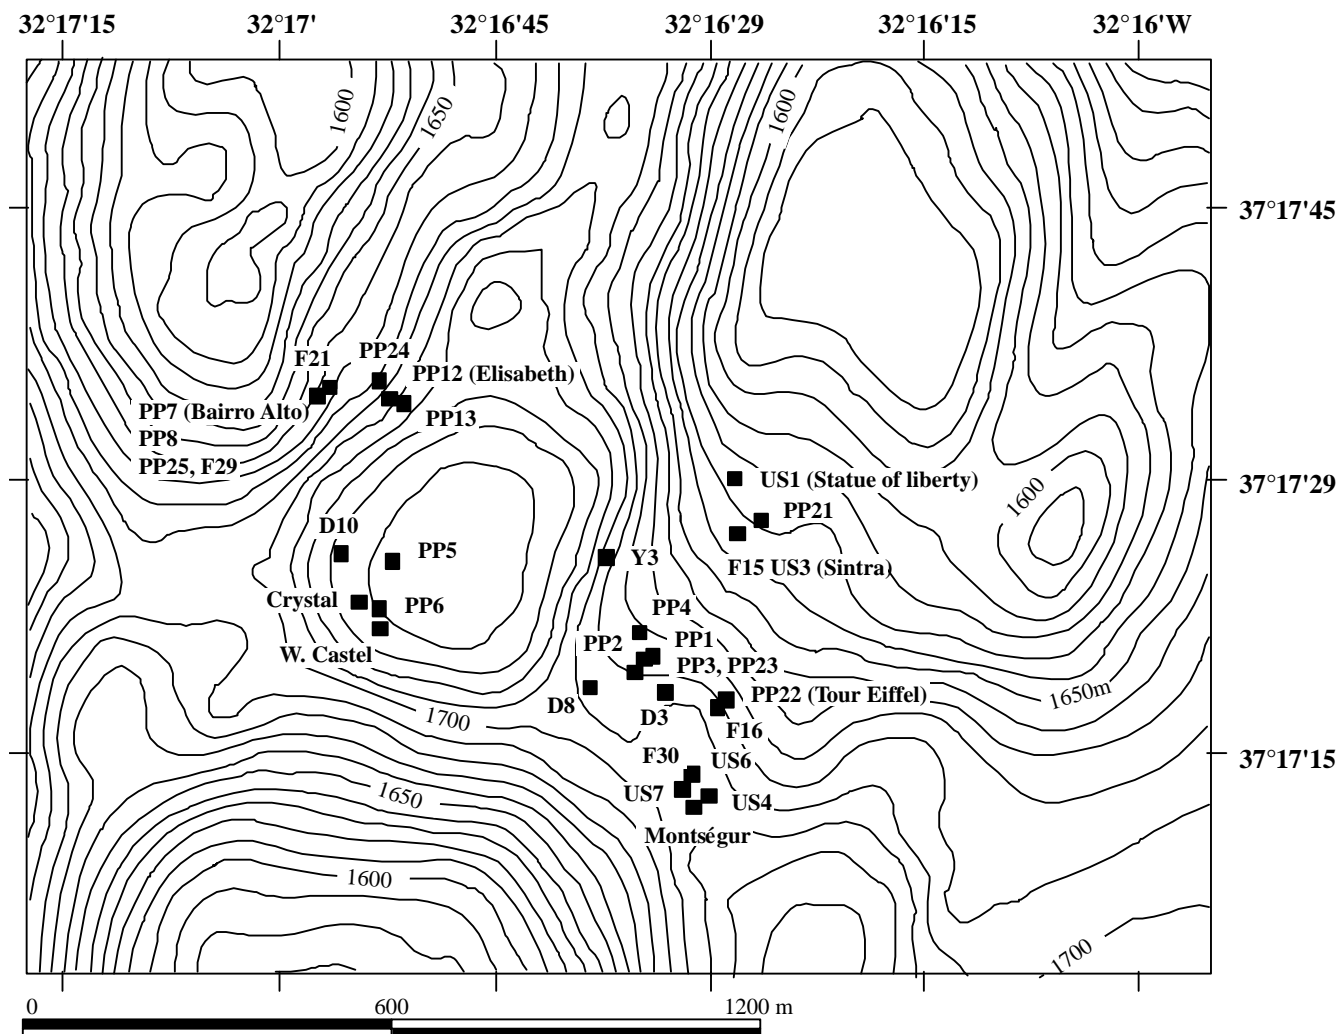 32°17'15 32°17' 32°16'45 32°16'29 32°16'15 32°16'W
1600
1650
1600
37°17'45
F21
PP24
PP12 (Elisabeth)
PP7 (Bairro Alto)
PP13
PP8
PP25, F29
US1 (Statue of liberty)
37°17'29
1600
PP21
D10
PP5
Y3
F15 US3 (Sintra)
Crystal
PP6
PP4
W. Castel
PP2
PP1
PP3, PP23
PP22 (Tour Eiffel)
1650m
D8
D3
1700
F16
F30
US6
37°17'15
1650
US7
US4
Montségur
1600
1700
0 600 1200 m